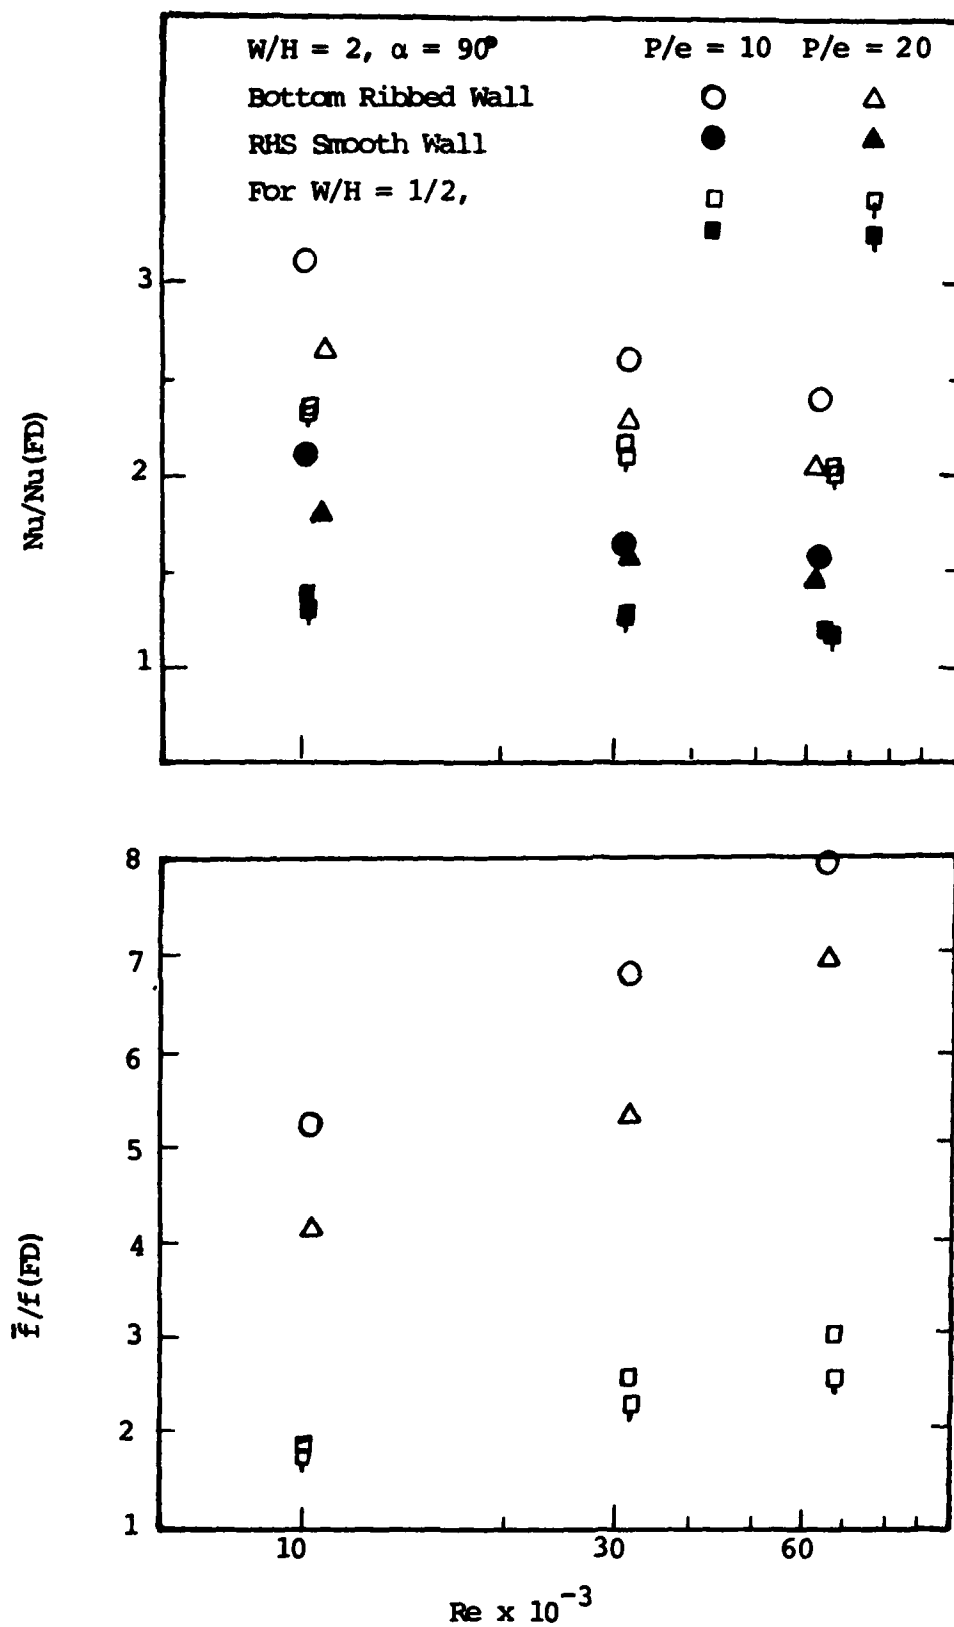 W/H = 2, α = 90° P/e = 10 P/e = 20
Bottom Ribbed Wall
RHS Smooth Wall
For W/H = 1/2,
3
2
1
Nu/Nu(FD)
8
7
6
5
4
3
2
1
f̄/f(FD)
10 30 60
Re x 10⁻³